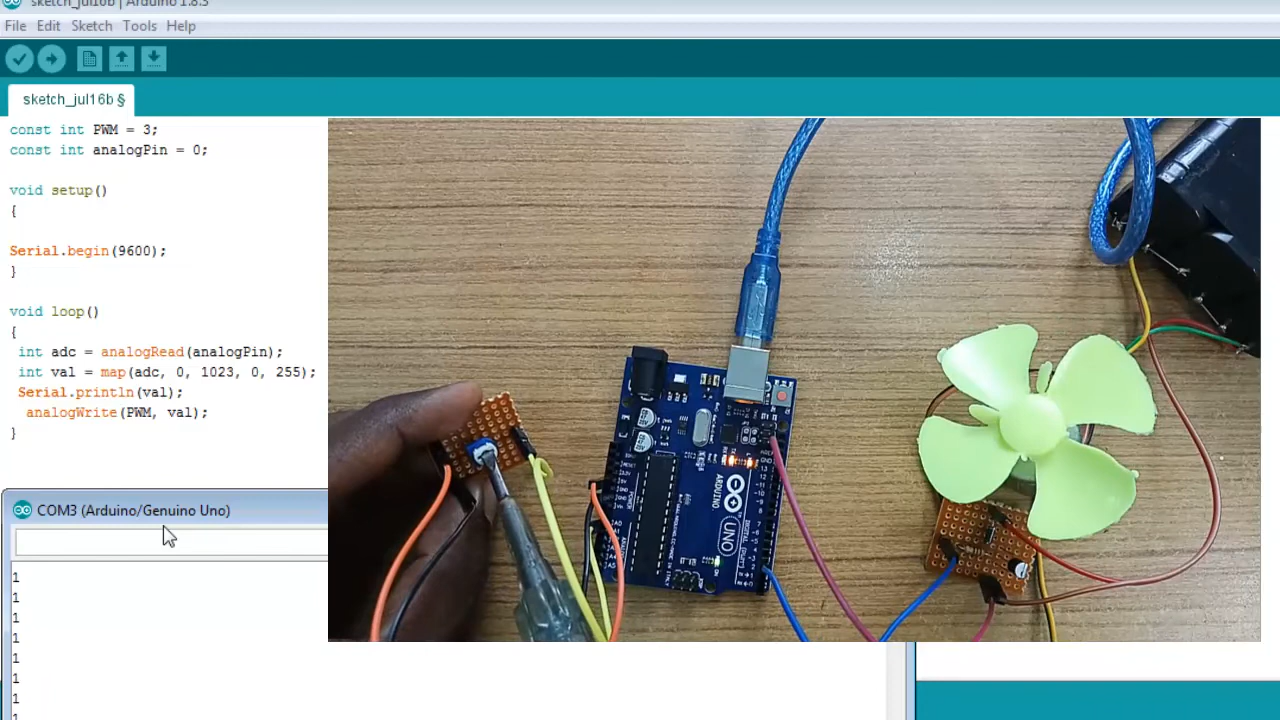 sketch_jul16b | Arduino 1.8.3
File Edit Sketch Tools Help
sketch_jul16b §
const int PWM = 3;
const int analogPin = 0;
void setup()
{
Serial.begin(9600);
}
void loop()
{
int adc = analogRead(analogPin);
int val = map(adc, 0, 1023, 0, 255);
Serial.println(val);
analogWrite(PWM, val);
}
COM3 (Arduino/Genuino Uno)
1
1
1
1
1
1
1
1
ARDUINO
UNO